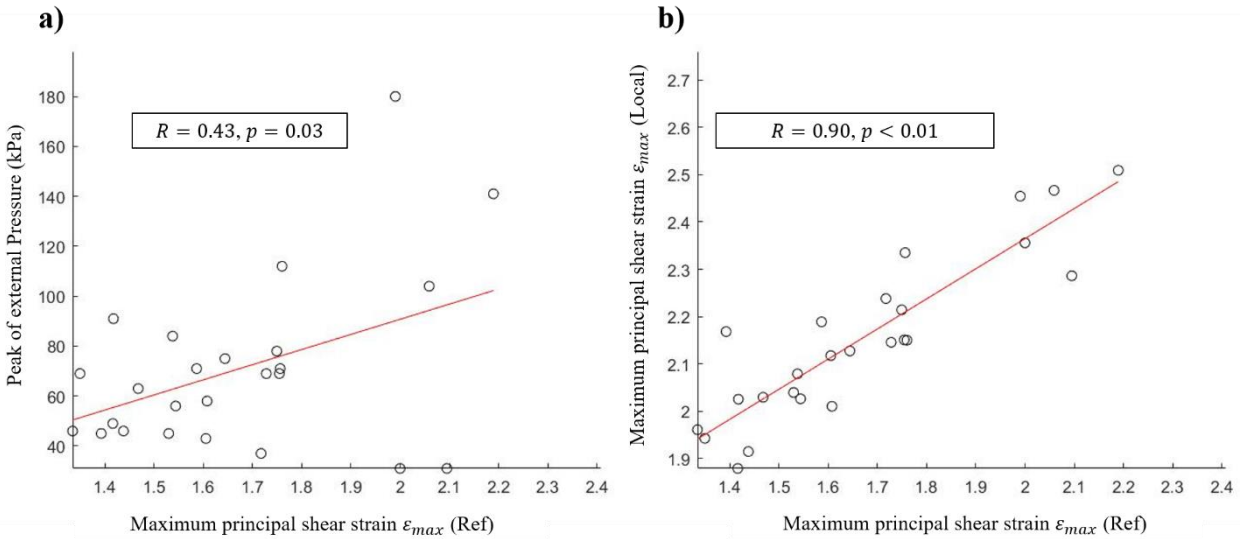 a)
Peak of external Pressure (kPa)
180
160
140
120
100
80
60
40
R = 0.43, p = 0.03
1.4 1.5 1.6 1.7 1.8 1.9 2 2.1 2.2 2.3 2.4
Maximum principal shear strain εmax (Ref)
b)
Maximum principal shear strain εmax (Local)
2.7
2.6
2.5
2.4
2.3
2.2
2.1
2
1.9
R = 0.90, p < 0.01
1.4 1.5 1.6 1.7 1.8 1.9 2 2.1 2.2 2.3 2.4
Maximum principal shear strain εmax (Ref)